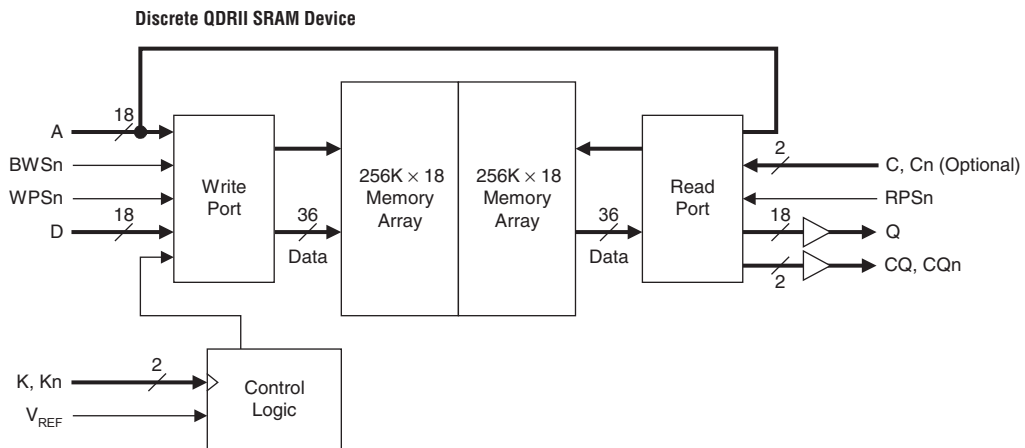 Discrete QDRII SRAM Device
A
18
BWSn
WPSn
D
18
Write
Port
36
Data
256K × 18
Memory
Array
256K × 18
Memory
Array
36
Data
Read
Port
2
C, Cn (Optional)
RPSn
18
Q
2
CQ, CQn
K, Kn
2
VREF
Control
Logic